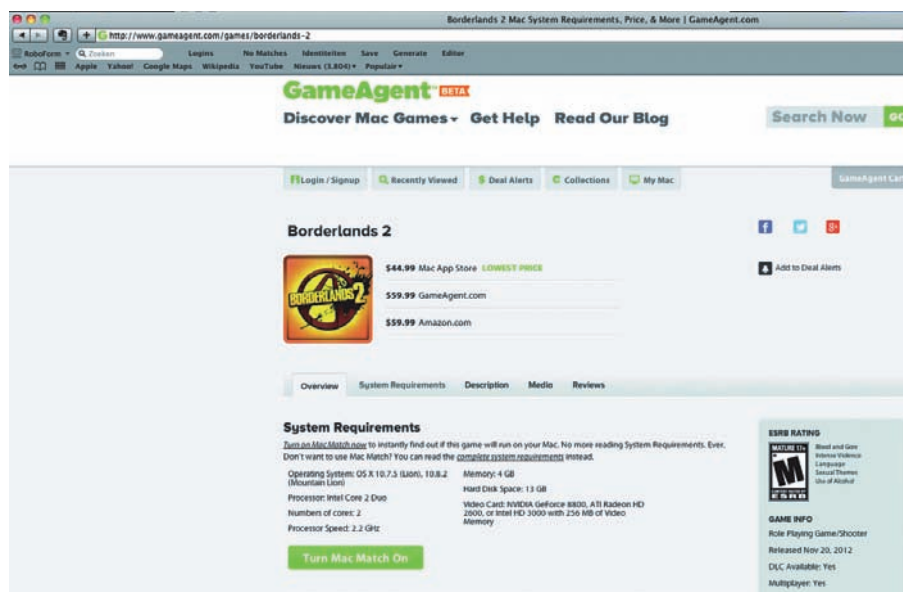 Borderlands 2 Mac System Requirements, Price, & More | GameAgent.com
http://www.gameagent.com/games/borderlands-2
RoboForm Zoeken Logins No Matches Identiteiten Save Generate Editor
Apple Yahoo! Google Maps Wikipedia YouTube Nieuws (3.804) Populair
GameAgent BETA
Discover Mac Games Get Help Read Our Blog
Search Now GO
Login / Signup Recently Viewed $ Deal Alerts Collections My Mac
GameAgent Car
Borderlands 2
BORDERLANDS 2
$44.99 Mac App Store LOWEST PRICE
$59.99 GameAgent.com
$59.99 Amazon.com
Add to Deal Alerts
Overview System Requirements Description Media Reviews
System Requirements
Turn on Mac Match now to instantly find out if this game will run on your Mac. No more reading System Requirements. Ever.
Don't want to use Mac Match? You can read the complete system requirements instead.
Operating System: OS X 10.7.5 (Lion), 10.8.2
(Mountain Lion)
Processor: Intel Core 2 Duo
Numbers of cores: 2
Processor Speed: 2.2 GHz
Memory: 4 GB
Hard Disk Space: 13 GB
Video Card: NVIDIA GeForce 8800, ATI Radeon HD
2600, or Intel HD 3000 with 256 MB of Video
Memory
Turn Mac Match On
ESRB RATING
MATURE 17+
M
ESRB
Blood and Gore
Intense Violence
Language
Sexual Themes
Use of Alcohol
GAME INFO
Role Playing Game/Shooter
Released Nov 20, 2012
DLC Available: Yes
Multiplayer: Yes